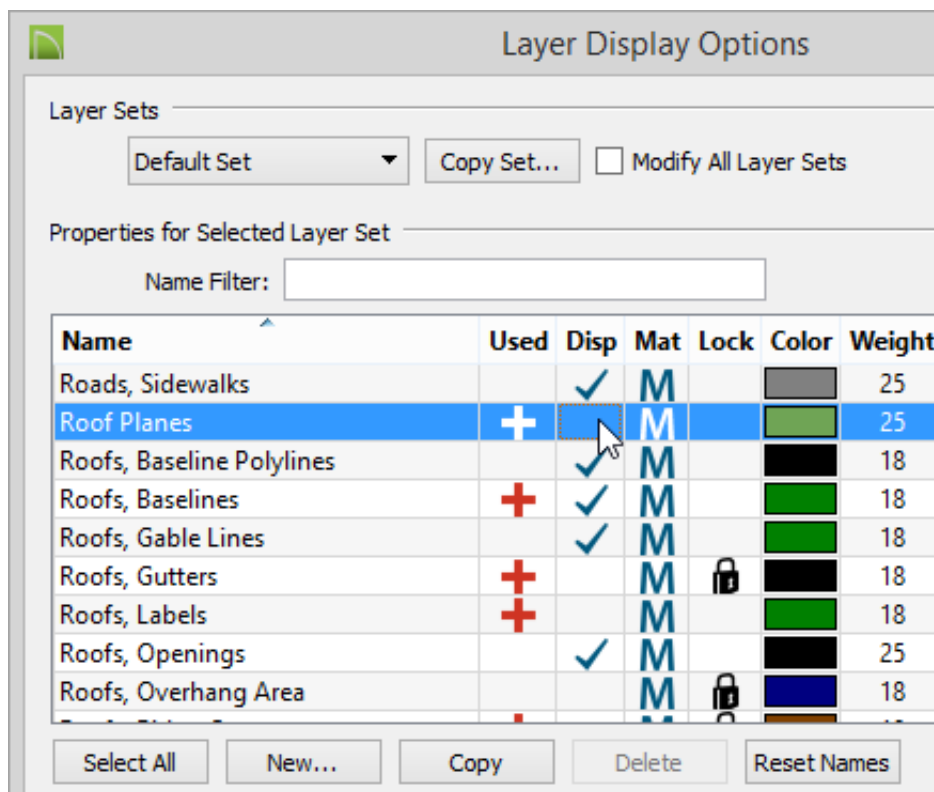 Layer Display Options
Layer Sets
Default Set Copy Set... Modify All Layer Sets
Properties for Selected Layer Set
Name Filter:
Name Used Disp Mat Lock Color Weight
Roads, Sidewalks M 25
Roof Planes M 25
Roofs, Baseline Polylines M 18
Roofs, Baselines M 18
Roofs, Gable Lines M 18
Roofs, Gutters M 18
Roofs, Labels M 18
Roofs, Openings M 25
Roofs, Overhang Area M 18
Select All New... Copy Delete Reset Names